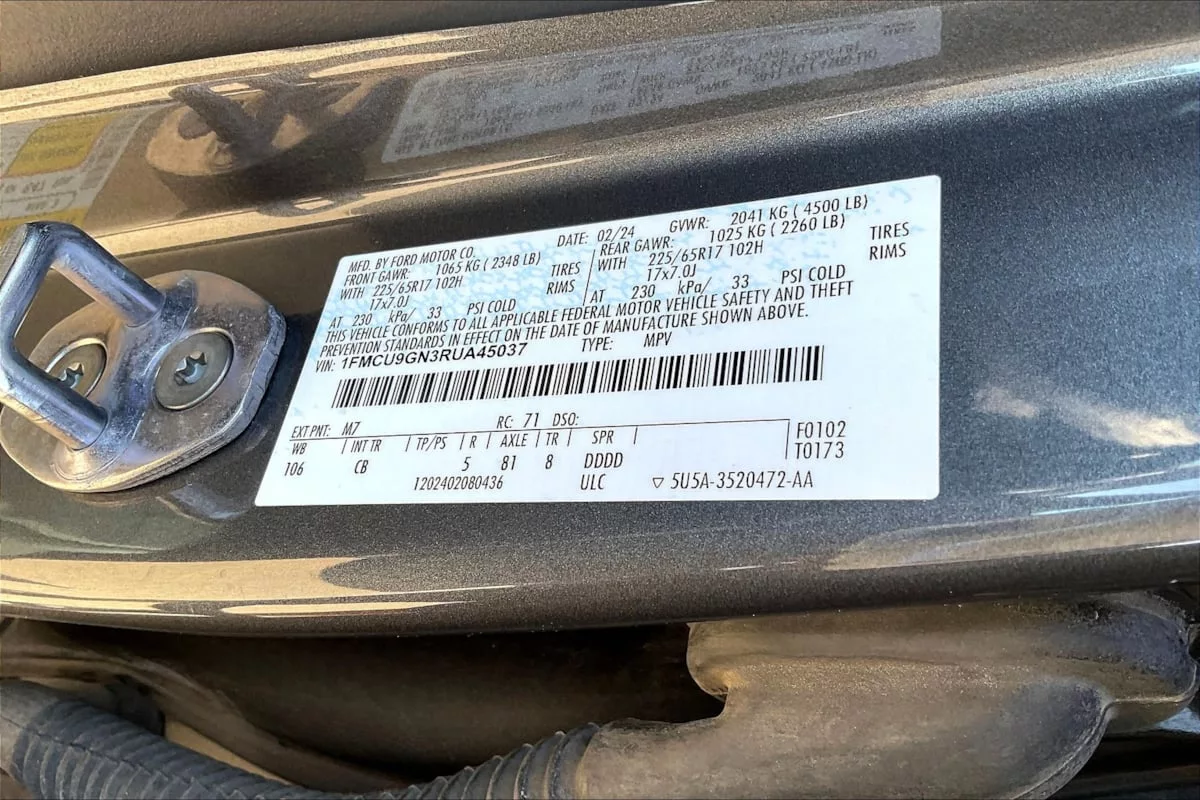 MFD. BY FORD MOTOR CO. DATE: 02/24 GVWR: 2041 KG ( 4500 LB)
FRONT GAWR: 1065 KG ( 2348 LB) REAR GAWR: 1025 KG ( 2260 LB)
WITH 225/65R17 102H TIRES WITH 225/65R17 102H TIRES
17x7.0J RIMS 17x7.0J RIMS
AT 230 kPa/ 33 PSI COLD AT 230 kPa/ 33 PSI COLD
THIS VEHICLE CONFORMS TO ALL APPLICABLE FEDERAL MOTOR VEHICLE SAFETY AND THEFT
PREVENTION STANDARDS IN EFFECT ON THE DATE OF MANUFACTURE SHOWN ABOVE.
VIN: 1FMCU9GN3RUA45037 TYPE: MPV
EXT PNT: M7 RC: 71 DSO:
WB INT TR TP/PS R AXLE TR SPR F0102
106 CB 5 81 8 DDDD T0173
1202402080436 ULC ▽ 5U5A-3520472-AA